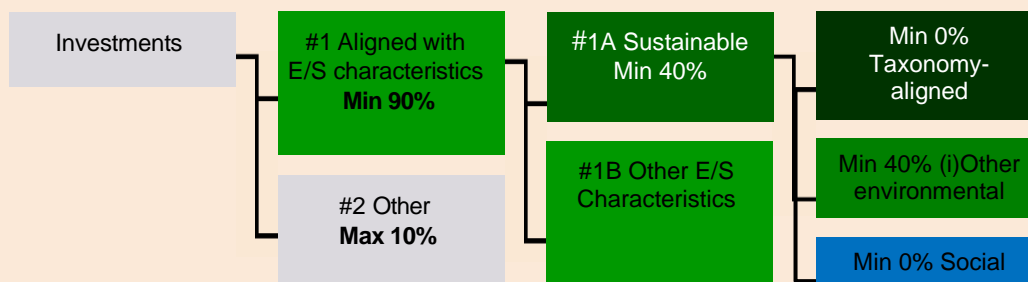 Investments
#1 Aligned with
E/S characteristics
Min 90%
#2 Other
Max 10%
#1A Sustainable
Min 40%
#1B Other E/S
Characteristics
Min 0%
Taxonomy-
aligned
Min 40% (i)Other
environmental
Min 0% Social